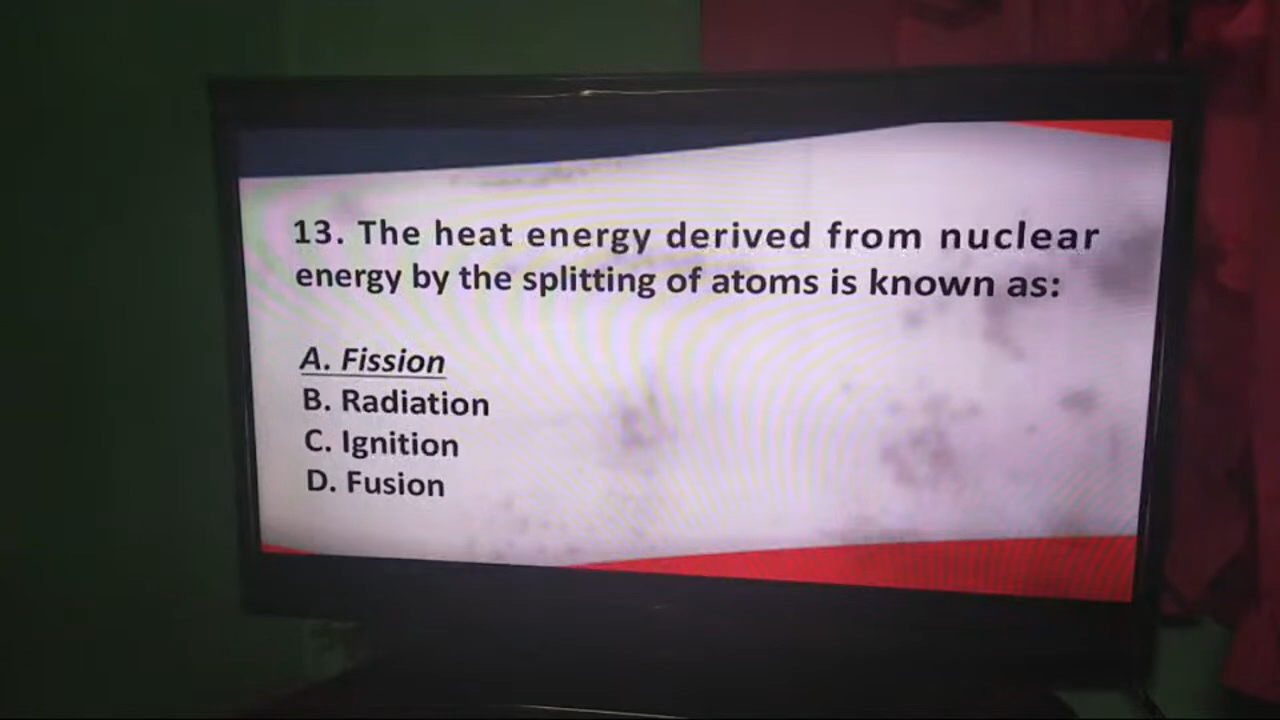 13. The heat energy derived from nuclear
energy by the splitting of atoms is known as:
A. Fission
B. Radiation
C. Ignition
D. Fusion